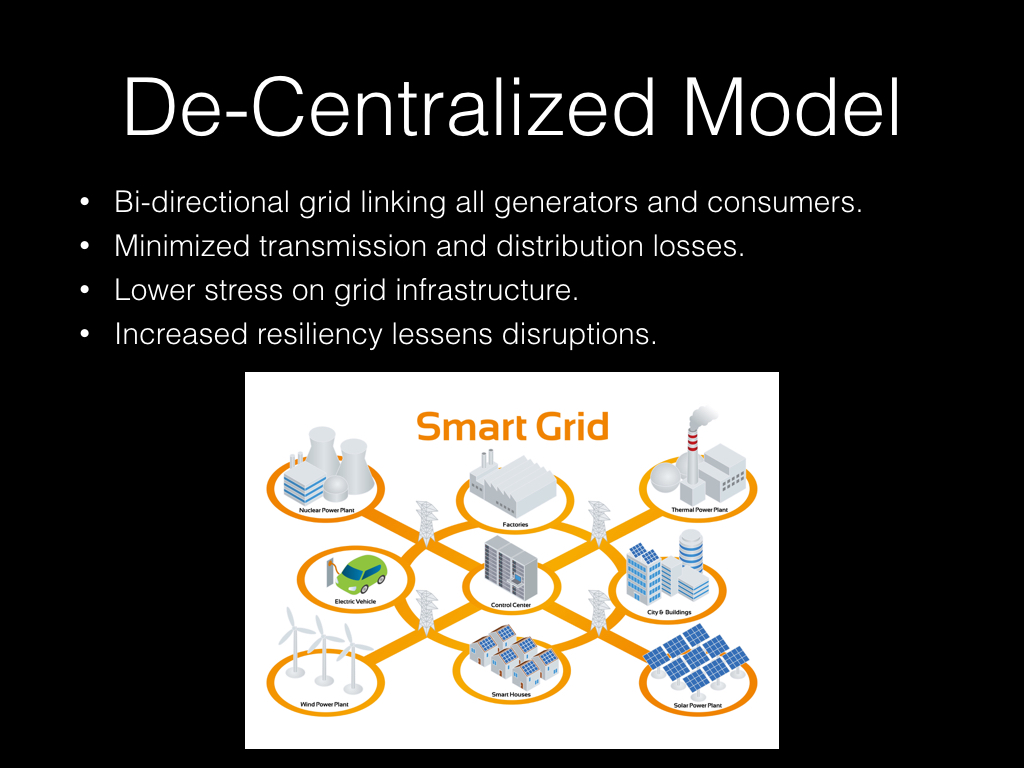 De-Centralized Model
• Bi-directional grid linking all generators and consumers.
• Minimized transmission and distribution losses.
• Lower stress on grid infrastructure.
• Increased resiliency lessens disruptions.
Smart Grid
Nuclear Power Plant
Factories
Thermal Power Plant
Electric Vehicle
Control Center
City & Buildings
Wind Power Plant
Smart Houses
Solar Power Plant